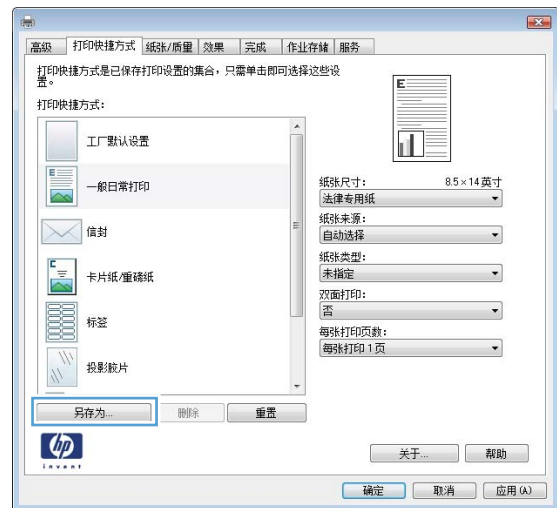 高级 打印快捷方式 纸张/质量 效果 完成 作业存储 服务
打印快捷方式是已保存打印设置的集合，只需单击即可选择这些设
置。
打印快捷方式：
工厂默认设置
一般日常打印
信封
卡片纸/重磅纸
标签
投影胶片
另存为... 删除 重置
E
纸张尺寸： 8.5×14 英寸
法律专用纸
纸张来源：
自动选择
纸张类型：
未指定
双面打印：
否
每张打印页数：
每张打印 1 页
hp
invent
关于... 帮助
确定 取消 应用(A)